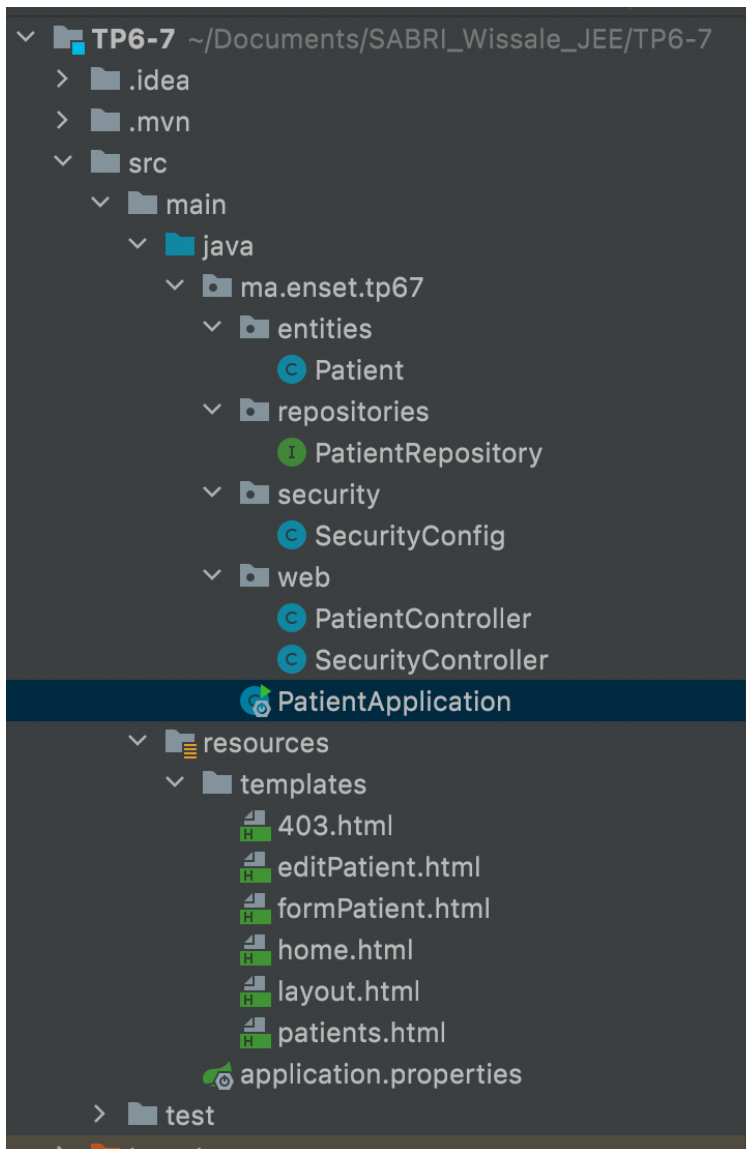 TP6-7 ~/Documents/SABRI_Wissale_JEE/TP6-7
.idea
.mvn
src
main
java
ma.enset.tp67
entities
C Patient
repositories
I PatientRepository
security
C SecurityConfig
web
C PatientController
C SecurityController
PatientApplication
resources
templates
H 403.html
H editPatient.html
H formPatient.html
H home.html
H layout.html
H patients.html
application.properties
test